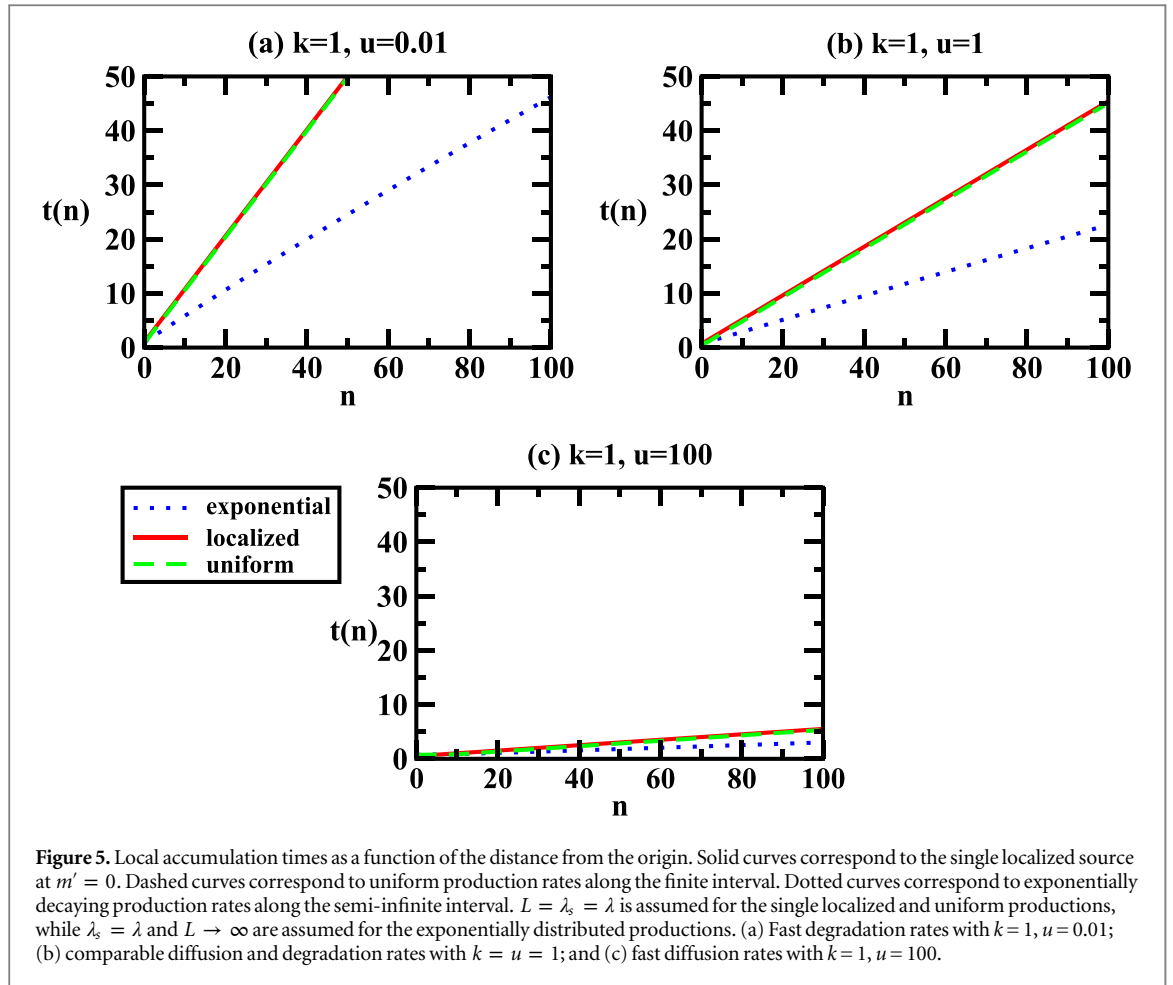 (a) k=1, u=0.01
50
40
30
t(n)
20
10
0
0 20 40 60 80 100
n
(b) k=1, u=1
50
40
30
t(n)
20
10
0
0 20 40 60 80 100
n
(c) k=1, u=100
exponential
localized
uniform
50
40
30
t(n)
20
10
0
0 20 40 60 80 100
n
Figure 5. Local accumulation times as a function of the distance from the origin. Solid curves correspond to the single localized source
at m′ = 0. Dashed curves correspond to uniform production rates along the finite interval. Dotted curves correspond to exponentially
decaying production rates along the semi-infinite interval. L = λₛ = λ is assumed for the single localized and uniform productions,
while λₛ = λ and L → ∞ are assumed for the exponentially distributed productions. (a) Fast degradation rates with k = 1, u = 0.01;
(b) comparable diffusion and degradation rates with k = u = 1; and (c) fast diffusion rates with k = 1, u = 100.